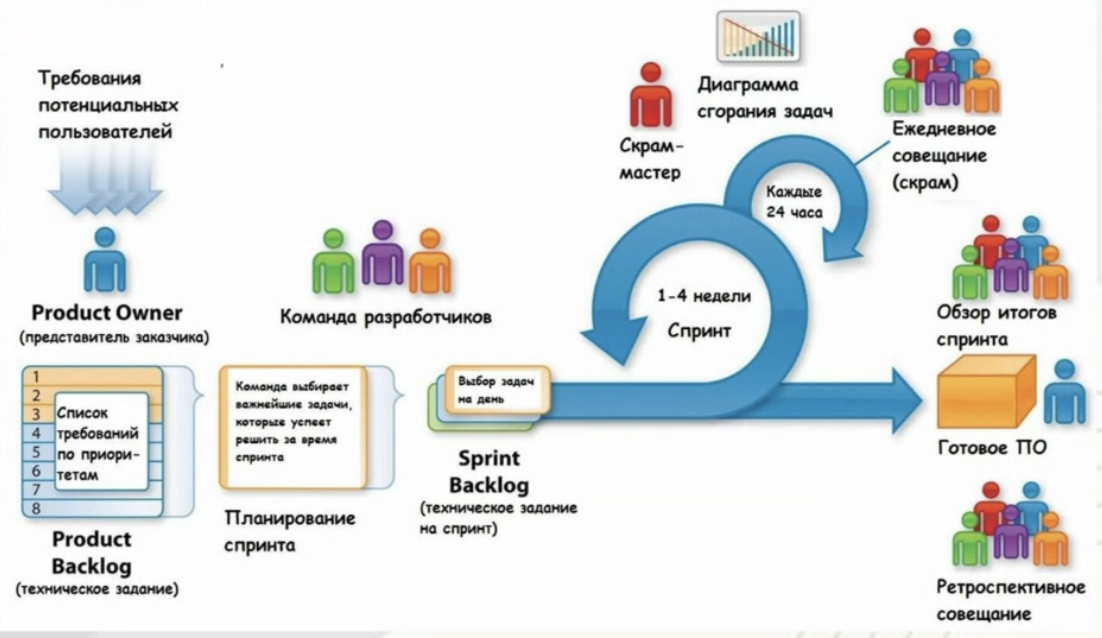 Требования
потенциальных
пользователей
Product Owner
(представитель заказчика)
1
2
3
4
5
6
7
8
Список
требований
по приори-
тетам
Product
Backlog
(техническое задание)
Команда разработчиков
Команда выбирает
важнейшие задачи,
которые успеет
решить за время
спринта
Планирование
спринта
Выбор задач
на день
Sprint
Backlog
(техническое задание
на спринт)
Скрам-
мастер
Диаграмма
сгорания задач
Ежедневное
совещание
(скрам)
Каждые
24 часа
1-4 недели
Спринт
Обзор итогов
спринта
Готовое ПО
Ретроспективное
совещание